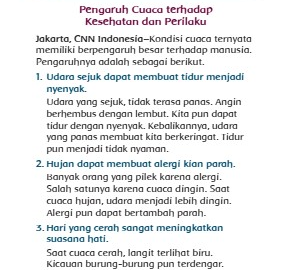 Pengaruh Cuaca terhadap
Kesehatan dan Perilaku
Jakarta, CNN Indonesia—Kondisi cuaca ternyata
memiliki berpengaruh besar terhadap manusia.
Pengaruhnya adalah sebagai berikut.
1. Udara sejuk dapat membuat tidur menjadi
nyenyak.
Udara yang sejuk, tidak terasa panas. Angin
berhembus dengan lembut. Kita pun dapat
tidur dengan nyenyak. Kebalikannya, udara
yang panas membuat kita berkeringat. Tidur
pun menjadi tidak nyaman.
2. Hujan dapat membuat alergi kian parah.
Banyak orang yang pilek karena alergi.
Salah satunya karena cuaca dingin. Saat
cuaca hujan, udara menjadi lebih dingin.
Alergi pun dapat bertambah parah.
3. Hari yang cerah sangat meningkatkan
suasana hati.
Saat cuaca cerah, langit terlihat biru.
Kicauan burung-burung pun terdengar.